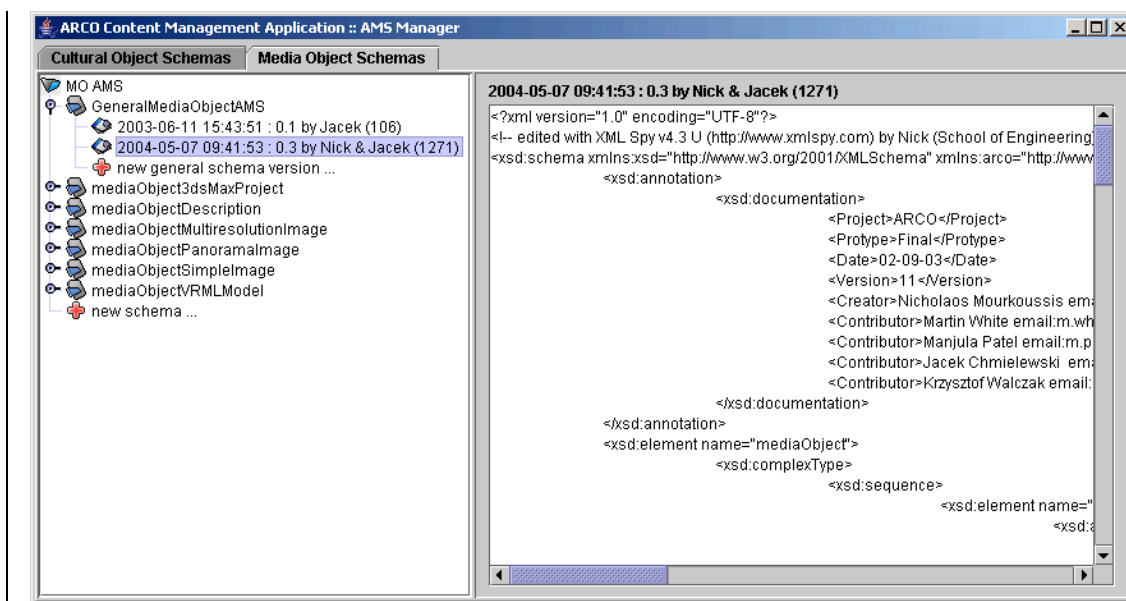 ARCO Content Management Application :: AMS Manager
Cultural Object Schemas Media Object Schemas
MO AMS
GeneralMediaObjectAMS
2003-06-11 15:43:51 : 0.1 by Jacek (106)
2004-05-07 09:41:53 : 0.3 by Nick & Jacek (1271)
new general schema version ...
mediaObject3dsMaxProject
mediaObjectDescription
mediaObjectMultiresolutionImage
mediaObjectPanoramaImage
mediaObjectSimpleImage
mediaObjectVRMLModel
new schema ...
2004-05-07 09:41:53 : 0.3 by Nick & Jacek (1271)
<?xml version="1.0" encoding="UTF-8"?>
<!-- edited with XML Spy v4.3 U (http://www.xmlspy.com) by Nick (School of Engineering
<xsd:schema xmlns:xsd="http://www.w3.org/2001/XMLSchema" xmlns:arco="http://www
<xsd:annotation>
<xsd:documentation>
<Project>ARCO</Project>
<Protype>Final</Protype>
<Date>02-09-03</Date>
<Version>11</Version>
<Creator>Nicholaos Mourkoussis ema
<Contributor>Martin White email:m.wh
<Contributor>Manjula Patel email:m.p
<Contributor>Jacek Chmielewski ema
<Contributor>Krzysztof Walczak email:
</xsd:documentation>
</xsd:annotation>
<xsd:element name="mediaObject">
<xsd:complexType>
<xsd:sequence>
<xsd:element name="
<xsd:a